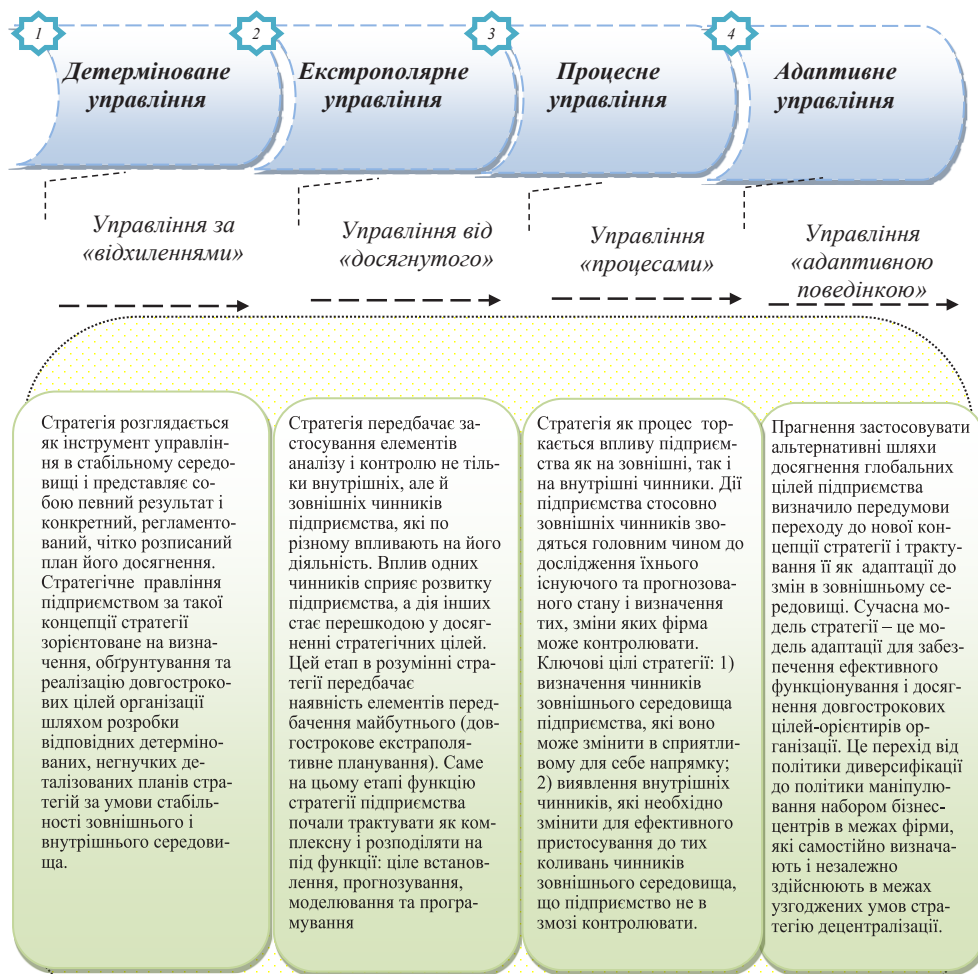 1
Детерміноване
управління
2
Екстрополярне
управління
3
Процесне
управління
4
Адаптивне
управління
Управління за
«відхиленнями»
Управління від
«досягнутого»
Управління
«процесами»
Управління
«адаптивною
поведінкою»
Стратегія розглядається
як інструмент управлін-
ня в стабільному середо-
вищі і представляє со-
бою певний результат і
конкретний, регламенто-
ваний, чітко розписаний
план його досягнення.
Стратегічне правління
підприємством за такої
концепції стратегії
зорієнтоване на визна-
чення, обґрунтування та
реалізацію довгостроко-
вих цілей організації
шляхом розробки
відповідних детерміно-
ваних, негнучких де-
талізованих планів стра-
тегій за умови стабіль-
ності зовнішнього і
внутрішнього середови-
ща.
Стратегія передбачає за-
стосування елементів
аналізу і контролю не тіль-
ки внутрішніх, але й
зовнішніх чинників
підприємства, які по
різному впливають на його
діяльність. Вплив одних
чинників сприяє розвитку
підприємства, а дія інших
стає перешкодою у досяг-
ненні стратегічних цілей.
Цей етап в розумінні стра-
тегії передбачає
наявність елементів перед-
бачення майбутнього (дов-
гострокове екстраполя-
тивне планування). Саме
на цьому етапі функцію
стратегії підприємства
почали трактувати як ком-
плексну і розподіляти на
під функції: ціле встанов-
лення, прогнозування,
моделювання та програ-
мування
Стратегія як процес тор-
кається впливу підприєм-
ства як на зовнішні, так і
на внутрішні чинники. Дії
підприємства стосовно
зовнішніх чинників зво-
дяться головним чином до
дослідження їхнього
існуючого та прогнозова-
ного стану і визначення
тих, зміни яких фірма
може контролювати.
Ключові цілі стратегії: 1)
визначення чинників
зовнішнього середовища
підприємства, які воно
може змінити в сприятли-
вому для себе напрямку;
2) виявлення внутрішніх
чинників, які необхідно
змінити для ефективного
пристосування до тих
коливань чинників
зовнішнього середовища,
що підприємство не в
змозі контролювати.
Прагнення застосовувати
альтернативні шляхи
досягнення глобальних
цілей підприємства
визначило передумови
переходу до нової кон-
цепції стратегії і тракту-
вання її як адаптації до
змін в зовнішньому се-
редовищі. Сучасна мо-
дель стратегії – це мо-
дель адаптації для забез-
печення ефективного
функціонування і досяг-
нення довгострокових
цілей-орієнтирів ор-
ганізації. Це перехід від
політики диверсифікації
до політики маніпулю-
вання набором бізнес-
центрів в межах фірми,
які самостійно визнача-
ють і незалежно
здійснюють в межах
узгоджених умов стра-
тегію децентралізації.